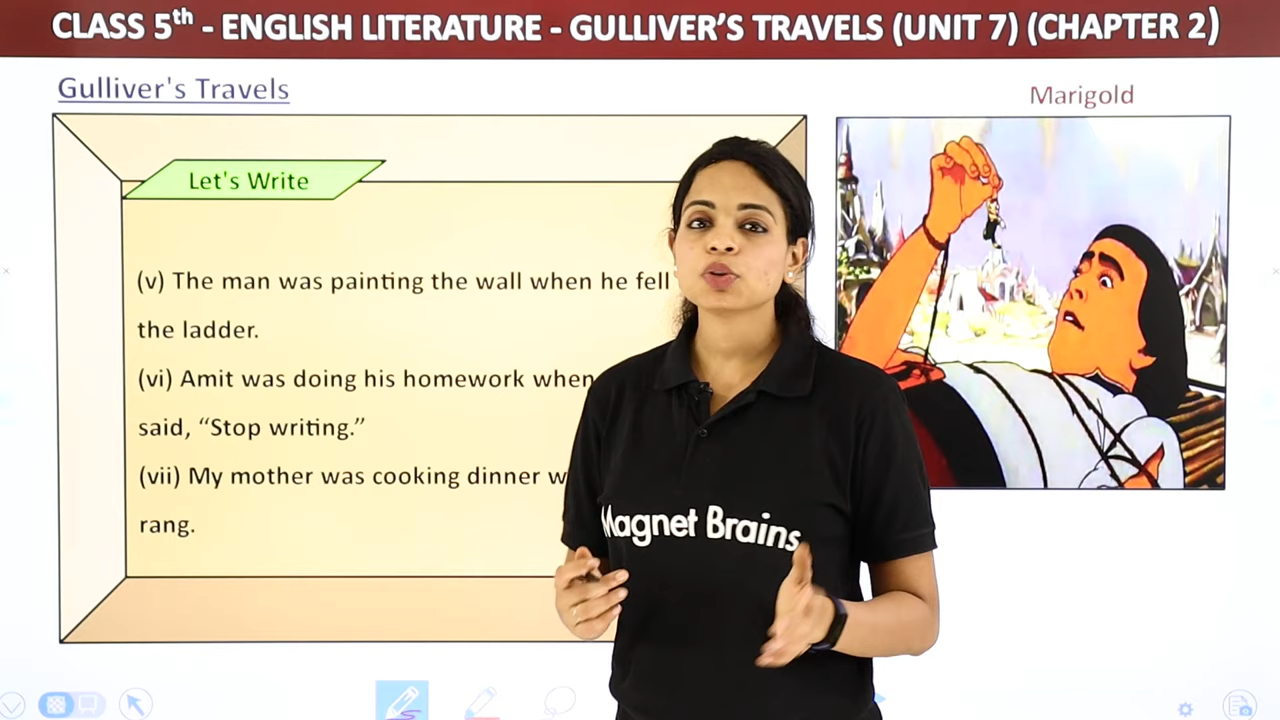 CLASS 5th - ENGLISH LITERATURE - GULLIVER’S TRAVELS (UNIT 7) (CHAPTER 2)
Gulliver's Travels
Marigold
Let's Write
(v) The man was painting the wall when he fell
the ladder.
(vi) Amit was doing his homework when
said, “Stop writing.”
(vii) My mother was cooking dinner
rang.
Magnet Brains